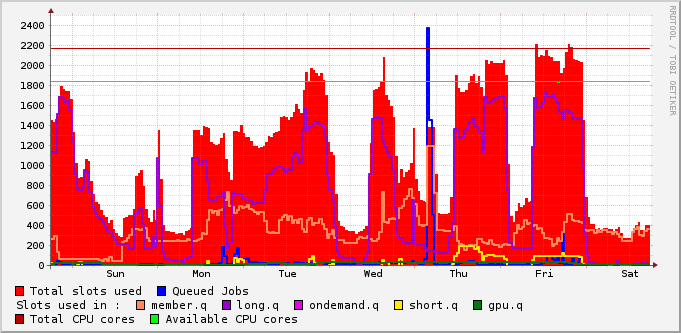 RRDTOOL / TOBI OETIKER
2400
2200
2000
1800
1600
1400
1200
1000
800
600
400
200
0
Sun Mon Tue Wed Thu Fri Sat
Total slots used Queued Jobs
Slots used in : member.q long.q ondemand.q short.q gpu.q
Total CPU cores Available CPU cores